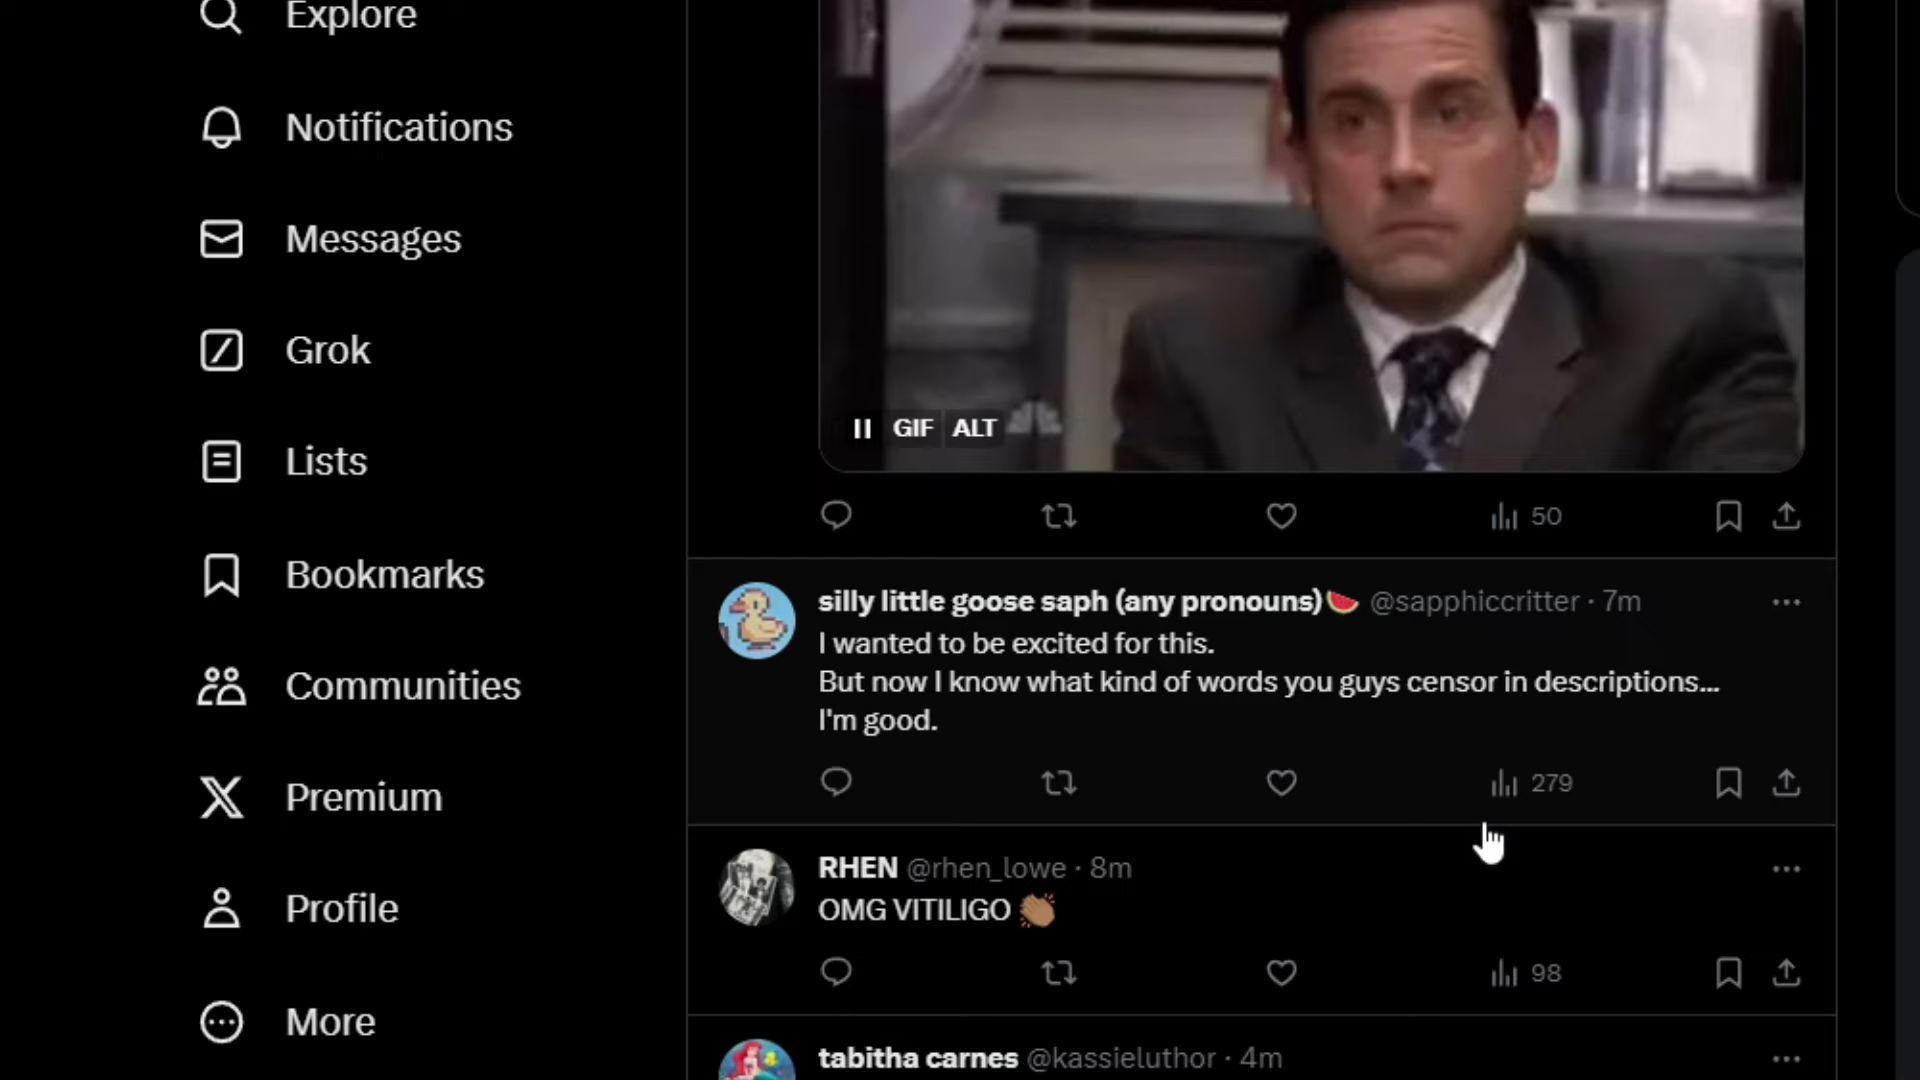 Explore
Notifications
Messages
Grok
Lists
Bookmarks
Communities
Premium
Profile
More
GIF ALT
50
silly little goose saph (any pronouns)🍉 @sapphiccritter · 7m
I wanted to be excited for this.
But now I know what kind of words you guys censor in descriptions...
I'm good.
279
RHEN @rhen_lowe · 8m
OMG VITILIGO 👏🏽
98
tabitha carnes @kassieluthor · 4m